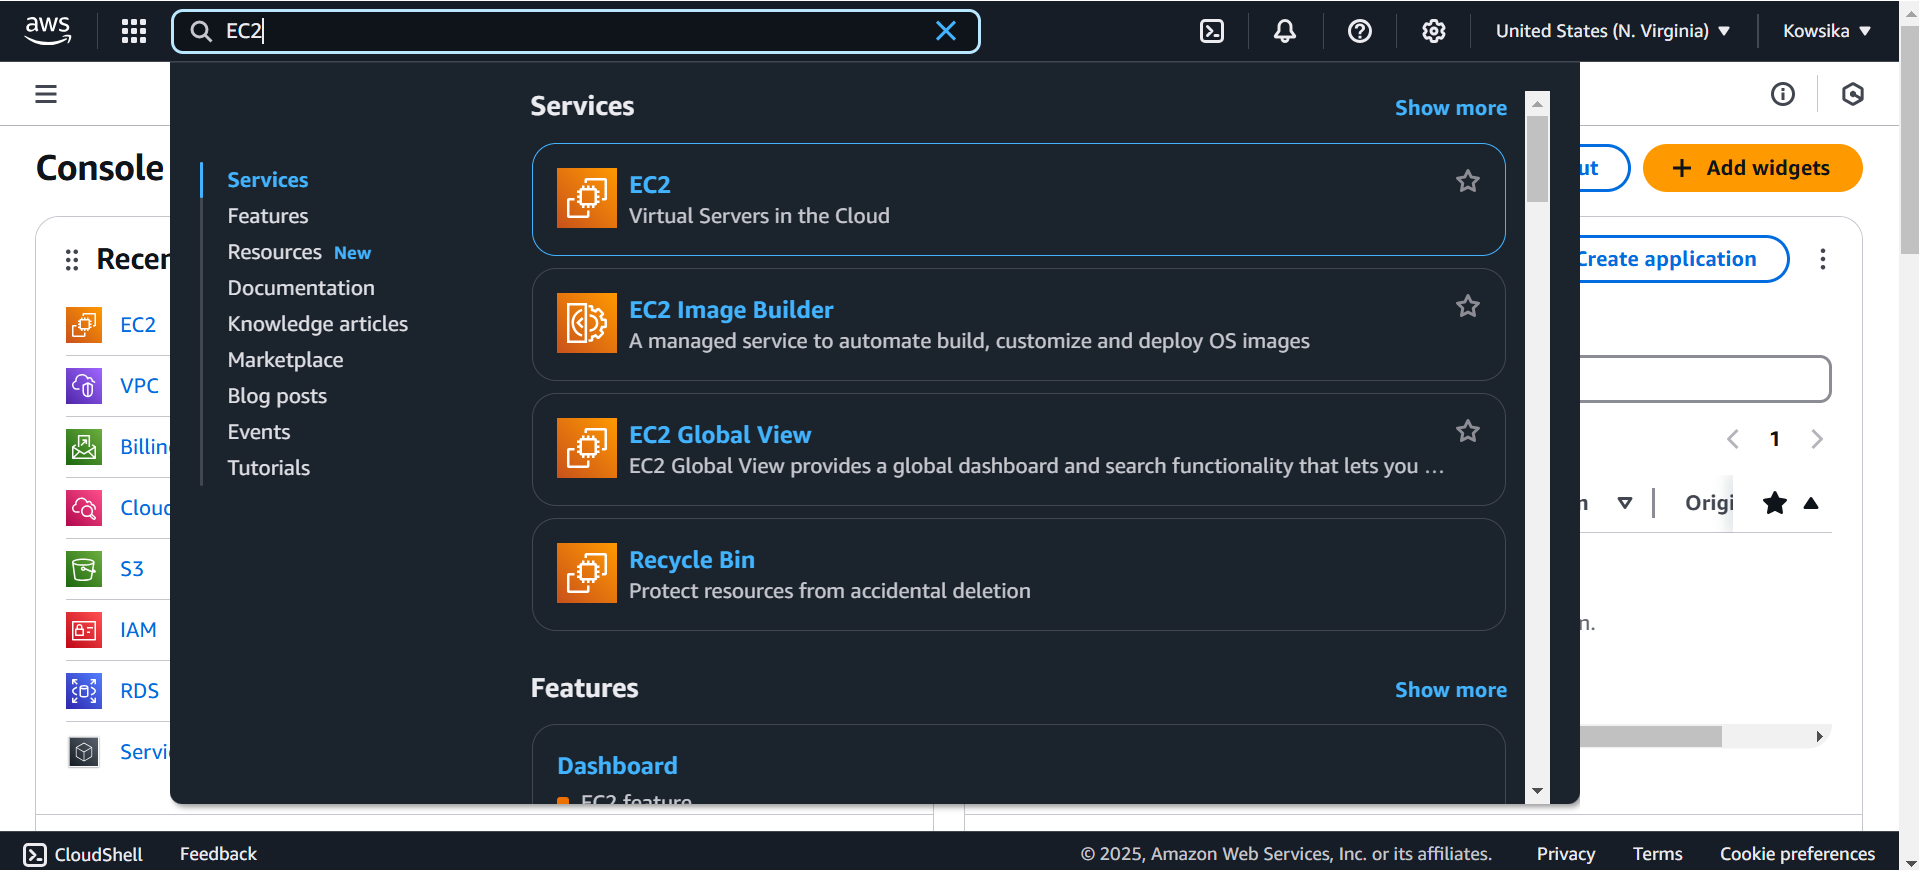 aws
EC2
United States (N. Virginia)
Kowsika
Console
Services
Show more
Add widgets
Services
Features
Resources New
Documentation
Knowledge articles
Marketplace
Blog posts
Events
Tutorials
EC2
Virtual Servers in the Cloud
EC2 Image Builder
A managed service to automate build, customize and deploy OS images
EC2 Global View
EC2 Global View provides a global dashboard and search functionality that lets you ...
Recycle Bin
Protect resources from accidental deletion
Features
Show more
Dashboard
EC2 feature
EC2
VPC
S3
IAM
RDS
Create application
1
CloudShell
Feedback
© 2025, Amazon Web Services, Inc. or its affiliates.
Privacy
Terms
Cookie preferences